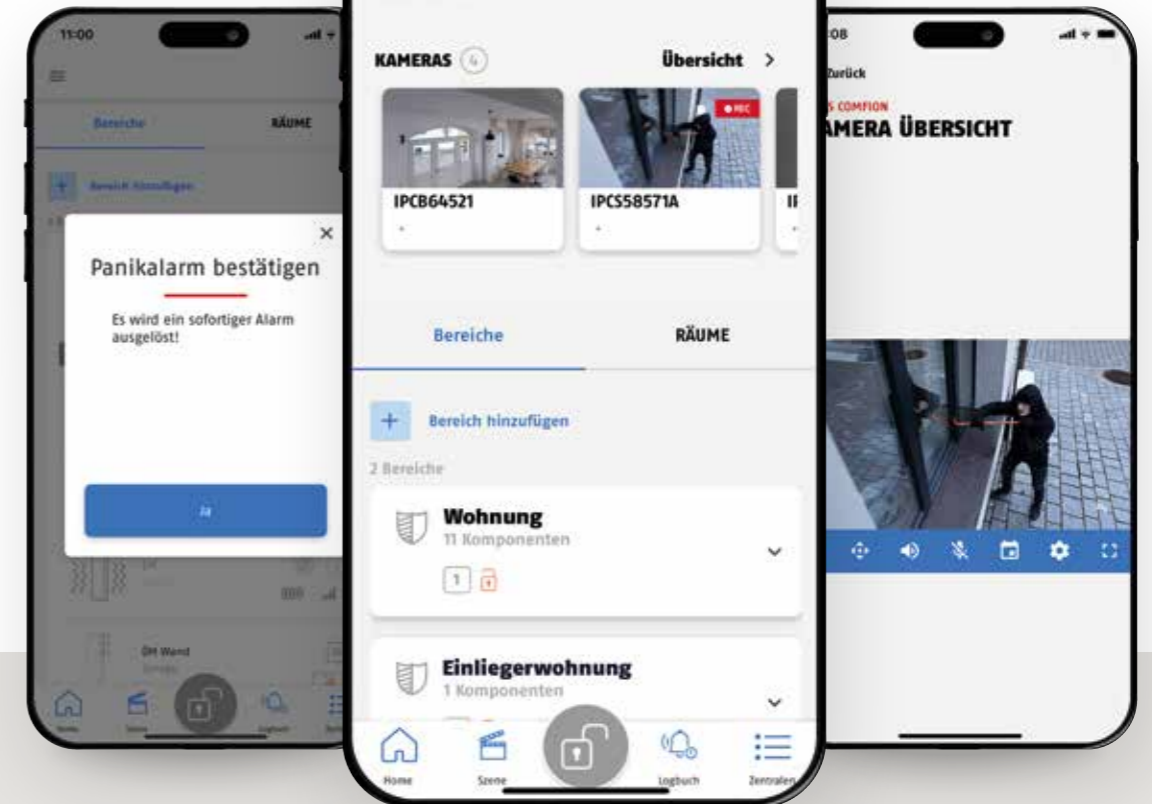 11:00
Bereiche
RÄUME
Bereich hinzufügen
Panikalarm bestätigen
Es wird ein sofortiger Alarm
ausgelöst!
Ja
ÖM Wand
Home
Szene
Logbuch
KAMERAS 4
Übersicht >
REC
IPCB64521
IPCS58571A
Bereiche
RÄUME
+ Bereich hinzufügen
2 Bereiche
Wohnung
11 Komponenten
1
Einliegerwohnung
1 Komponenten
Home
Szene
Logbuch
Zentralen
:08
Zurück
COMFION
AMERA ÜBERSICHT